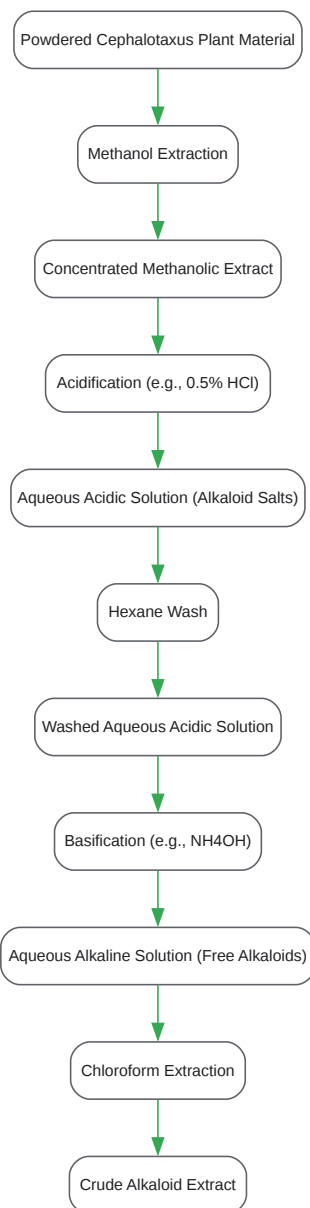 Powdered Cephalotaxus Plant Material
Methanol Extraction
Concentrated Methanolic Extract
Acidification (e.g., 0.5% HCl)
Aqueous Acidic Solution (Alkaloid Salts)
Hexane Wash
Washed Aqueous Acidic Solution
Basification (e.g., NH4OH)
Aqueous Alkaline Solution (Free Alkaloids)
Chloroform Extraction
Crude Alkaloid Extract